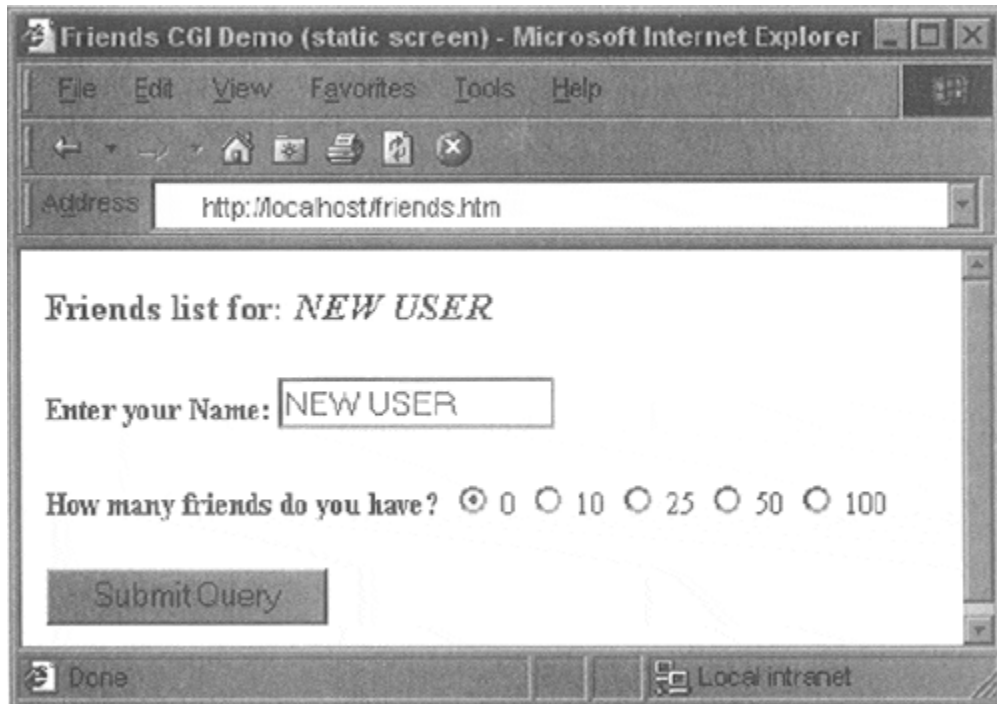 Friends CGI Demo (static screen) - Microsoft Internet Explorer
File Edit View Favorites Tools Help
Address http://localhost/friends.htm
Friends list for: NEW USER
Enter your Name: NEW USER
How many friends do you have? 0 10 25 50 100
Submit Query
Done Local intranet